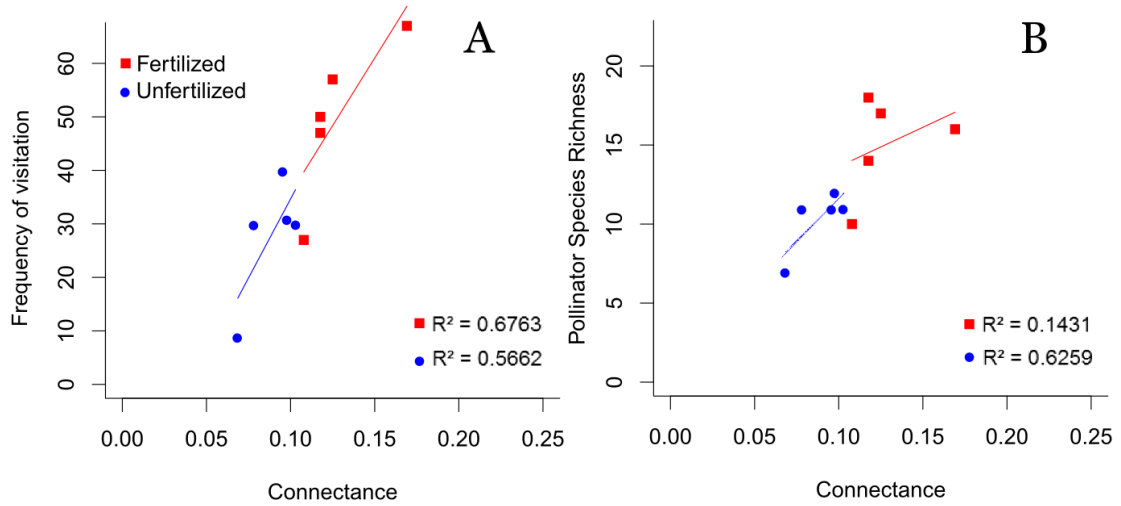 A
Fertilized
Unfertilized
Frequency of visitation
60
50
40
30
20
10
0
R² = 0.6763
R² = 0.5662
0.00 0.05 0.10 0.15 0.20 0.25
Connectance
B
Pollinator Species Richness
20
15
10
5
0
R² = 0.1431
R² = 0.6259
0.00 0.05 0.10 0.15 0.20 0.25
Connectance